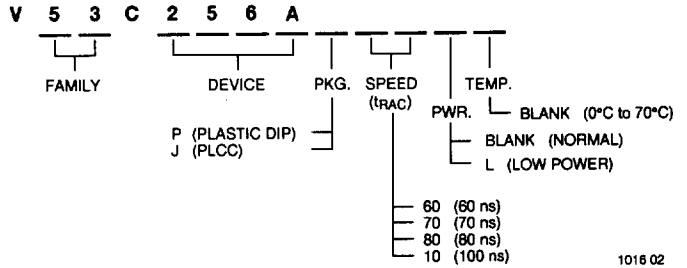 V 5 3 C 2 5 6 A
FAMILY DEVICE PKG. SPEED (tRAC) PWR. TEMP.
BLANK (0°C to 70°C)
P (PLASTIC DIP)
J (PLCC)
BLANK (NORMAL)
L (LOW POWER)
60 (60 ns)
70 (70 ns)
80 (80 ns)
10 (100 ns)
1016 02